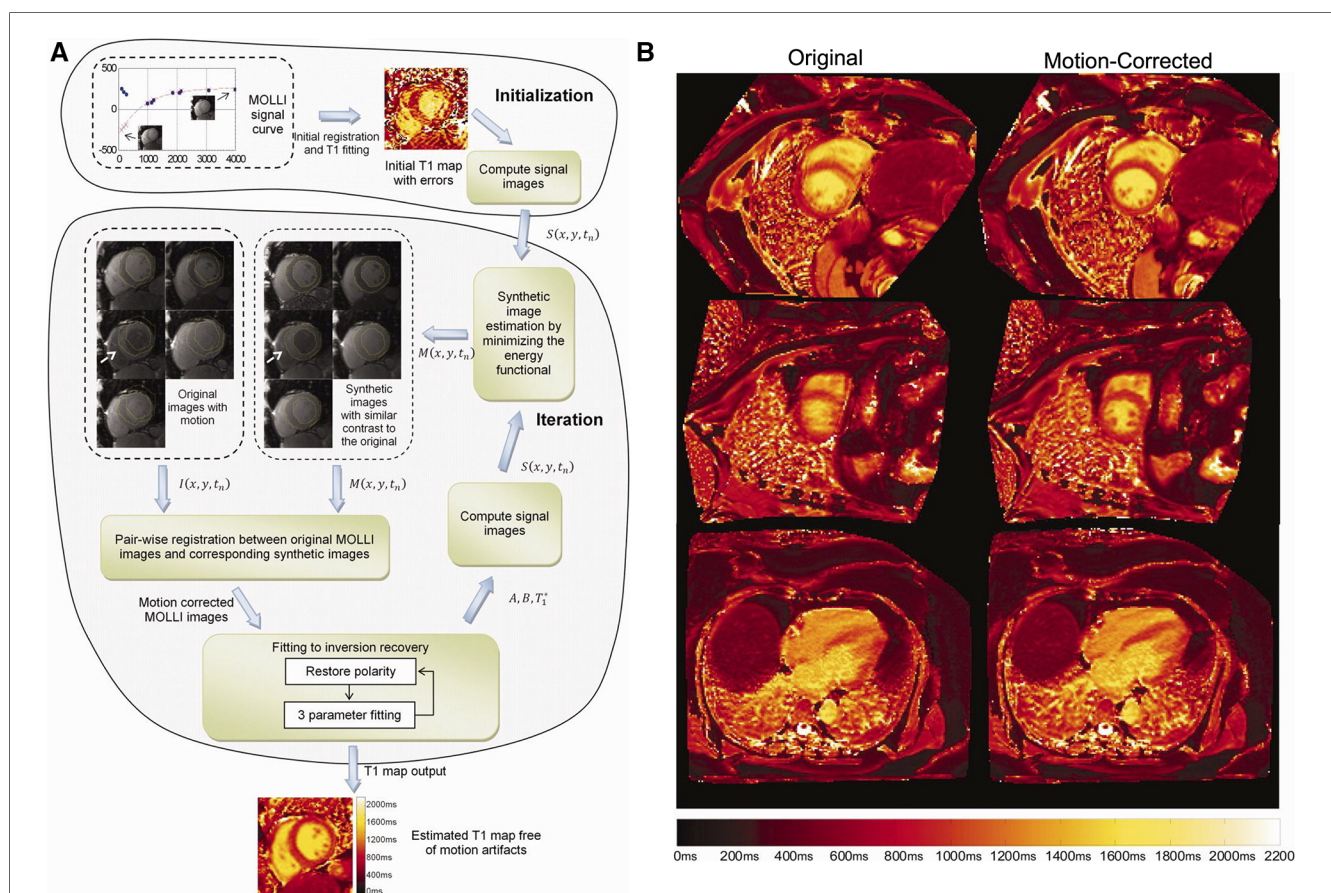 A
500
0
-500
0
1000
2000
3000
4000
MOLLI
signal
curve
Initial registration
and T1 fitting
Initial T1 map
with errors
Initialization
Compute signal
images
S(x, y, t_n)
Synthetic
image
estimation by
minimizing the
energy
functional
M(x, y, t_n)
Original
images with
motion
Synthetic
images
with similar
contrast to
the original
Iteration
I(x, y, t_n)
M(x, y, t_n)
S(x, y, t_n)
Compute signal
images
Pair-wise registration between original MOLLI
images and corresponding synthetic images
Motion corrected
MOLLI images
A, B, T_1^*
Fitting to inversion recovery
Restore polarity
3 parameter fitting
T1 map output
2000ms
1600ms
1200ms
800ms
400ms
0ms
Estimated T1 map free
of motion artifacts
B
Original
Motion-Corrected
0ms 200ms 400ms 600ms 800ms 1000ms 1200ms 1400ms 1600ms 1800ms 2000ms 2200